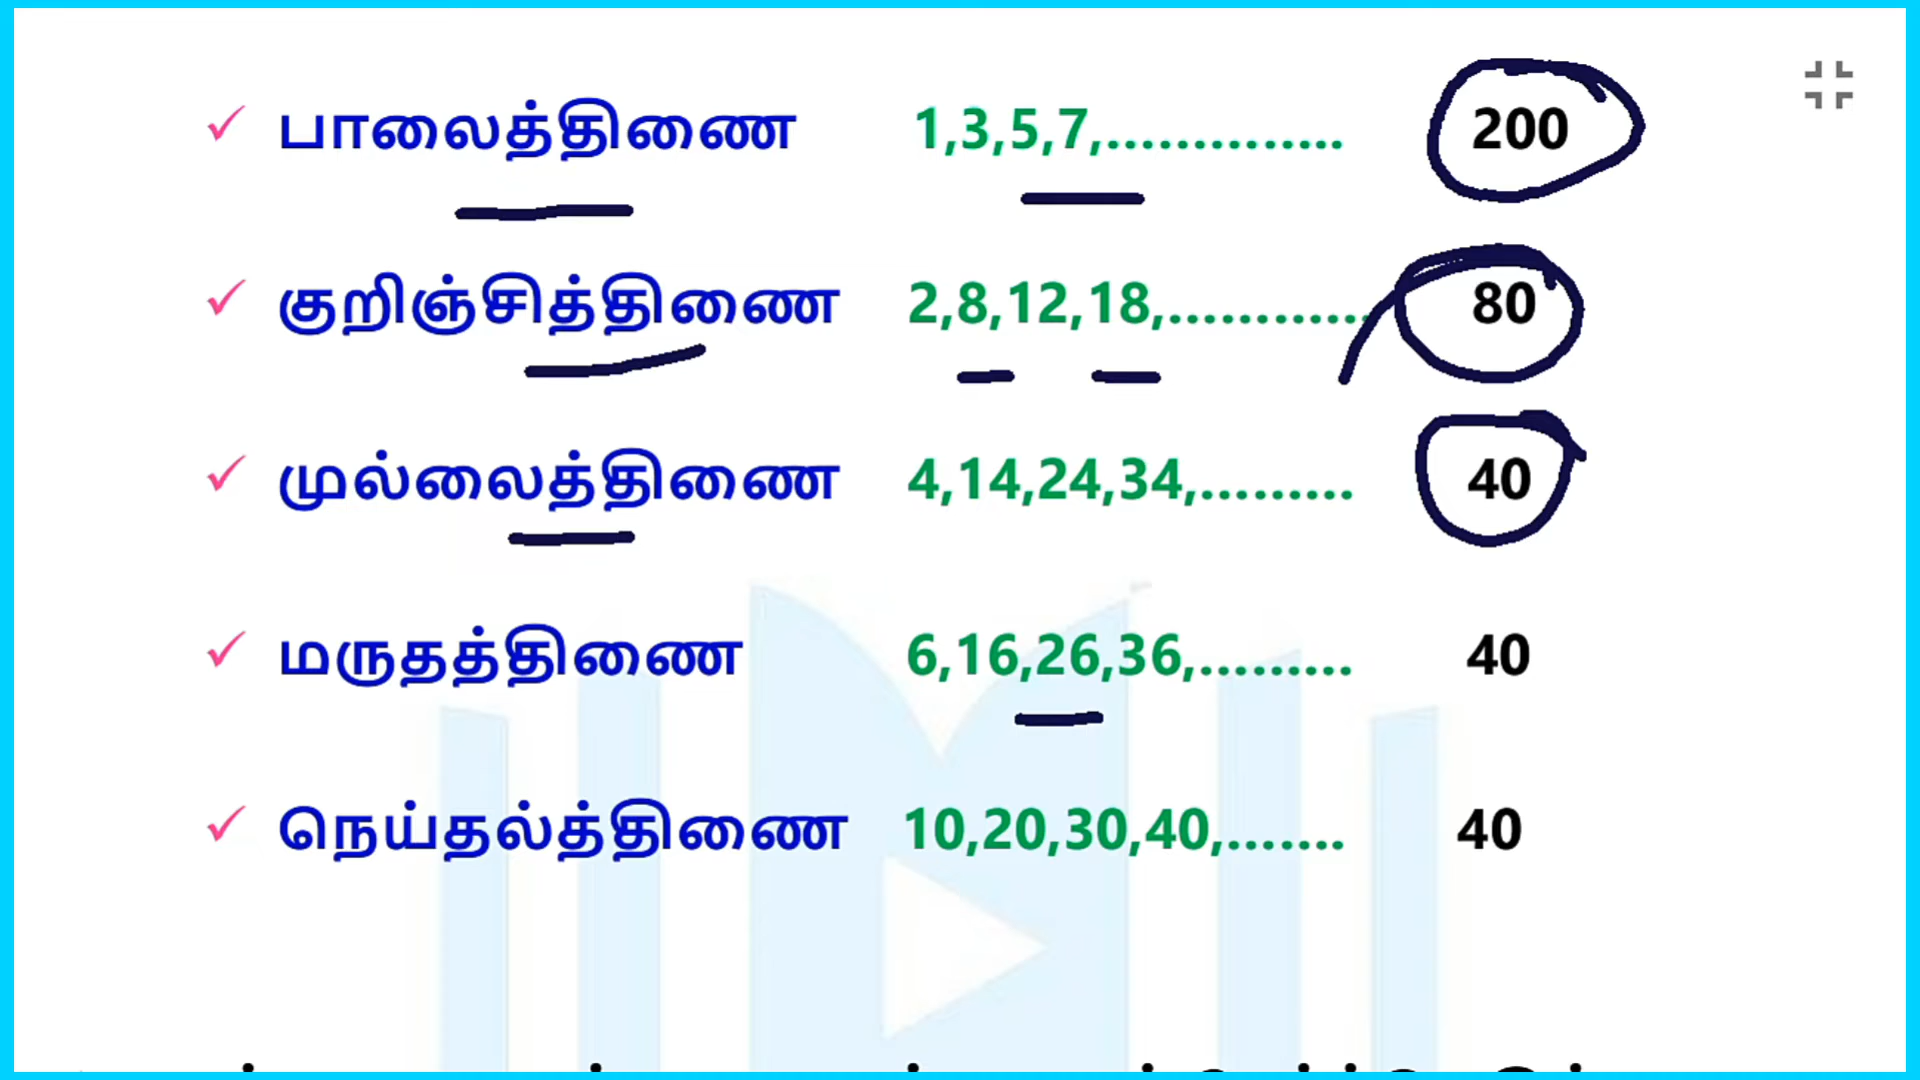 ✓ பாலைத்திணை 1,3,5,7,.............. 200
✓ குறிஞ்சித்திணை 2,8,12,18,............ 80
✓ முல்லைத்திணை 4,14,24,34,......... 40
✓ மருதத்திணை 6,16,26,36,......... 40
✓ நெய்தல்த்திணை 10,20,30,40,....... 40